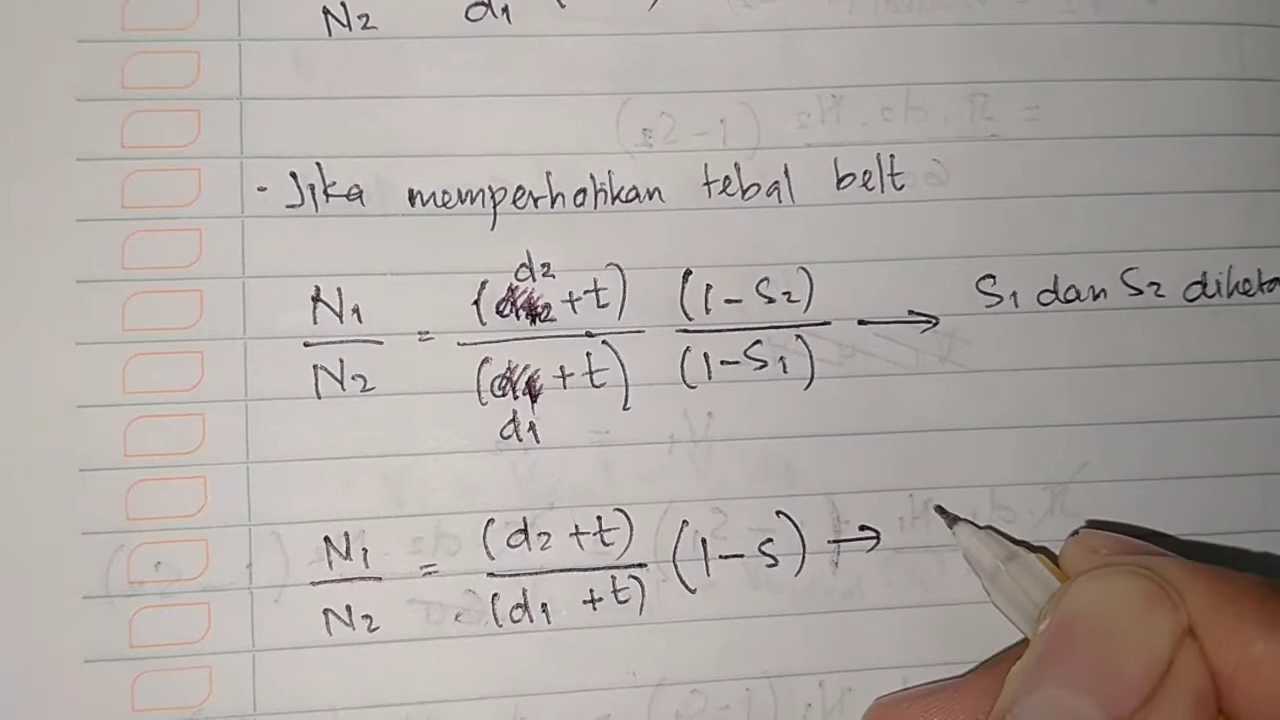 N2 d1
· Jika memperhatikan tebal belt
N1/N2 = (d2+t)/(d1+t) (1-S2)/(1-S1) → S1 dan S2 diketa
N1/N2 = (d2+t)/(d1+t) (1-S) →